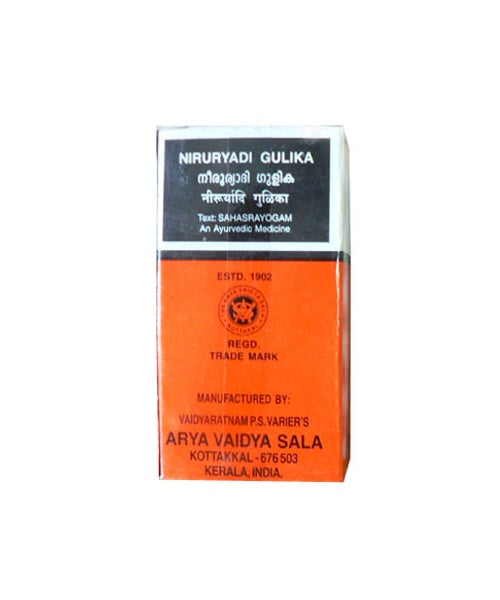 NIRURYADI GULIKA
നീരുര്യാദി ഗുളിക
नीरूर्यादि गुळिका
Text: SAHASRAYOGAM
An Ayurvedic Medicine
ESTD. 1902
KOTTAKKAL
REGD.
TRADE MARK
MANUFACTURED BY:
VAIDYARATNAM P.S. VARIER'S
ARYA VAIDYA SALA
KOTTAKKAL - 676 503
KERALA, INDIA.